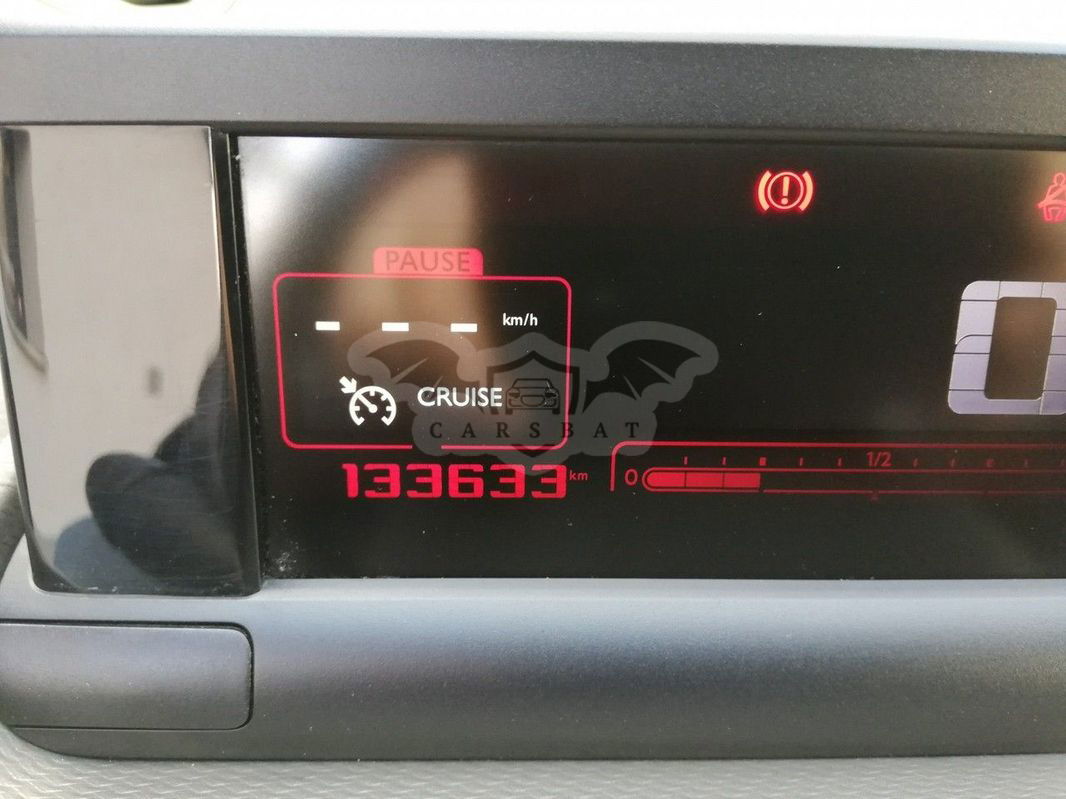 PAUSE
- - - km/h
CRUISE
CARSBAT
133633 km
0 1/2